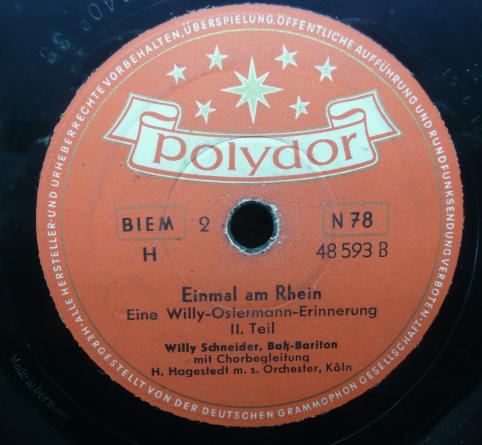 ALLE HERSTELLER- UND URHEBERRECHTE VORBEHALTEN, ÜBERSPIELUNG, ÖFFENTLICHE AUFFÜHRUNG UND RUNDFUNKSENDUNG VERBOTEN.
polydor
BIEM 2 N 78
H 48 593 B
Einmal am Rhein
Eine Willy-Ostermann-Erinnerung
II. Teil
Willy Schneider, Baß-Bariton
mit Chorbegleitung
H. Hagestedt m. s. Orchester, Köln
HERGESTELLT VON DER DEUTSCHEN GRAMMOPHON GESELLSCHAFT
Made in Germany